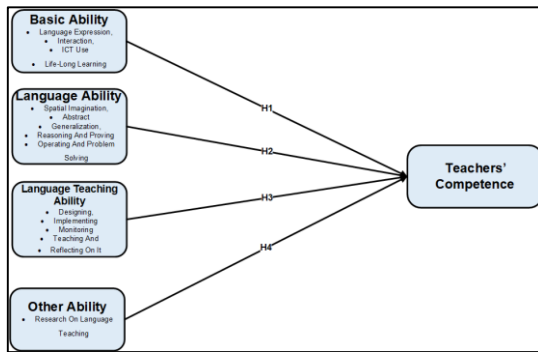 Basic Ability
• Language Expression,
• Interaction,
• ICT Use
• Life-Long Learning
H1
Language Ability
• Spatial Imagination,
• Abstract
• Generalization,
• Reasoning And Proving
• Operating And Problem
Solving
H2
Teachers'
Competence
Language Teaching
Ability
• Designing,
• Implementing
• Monitoring
• Teaching And
• Reflecting On It
H3
H4
Other Ability
• Research On Language
Teaching